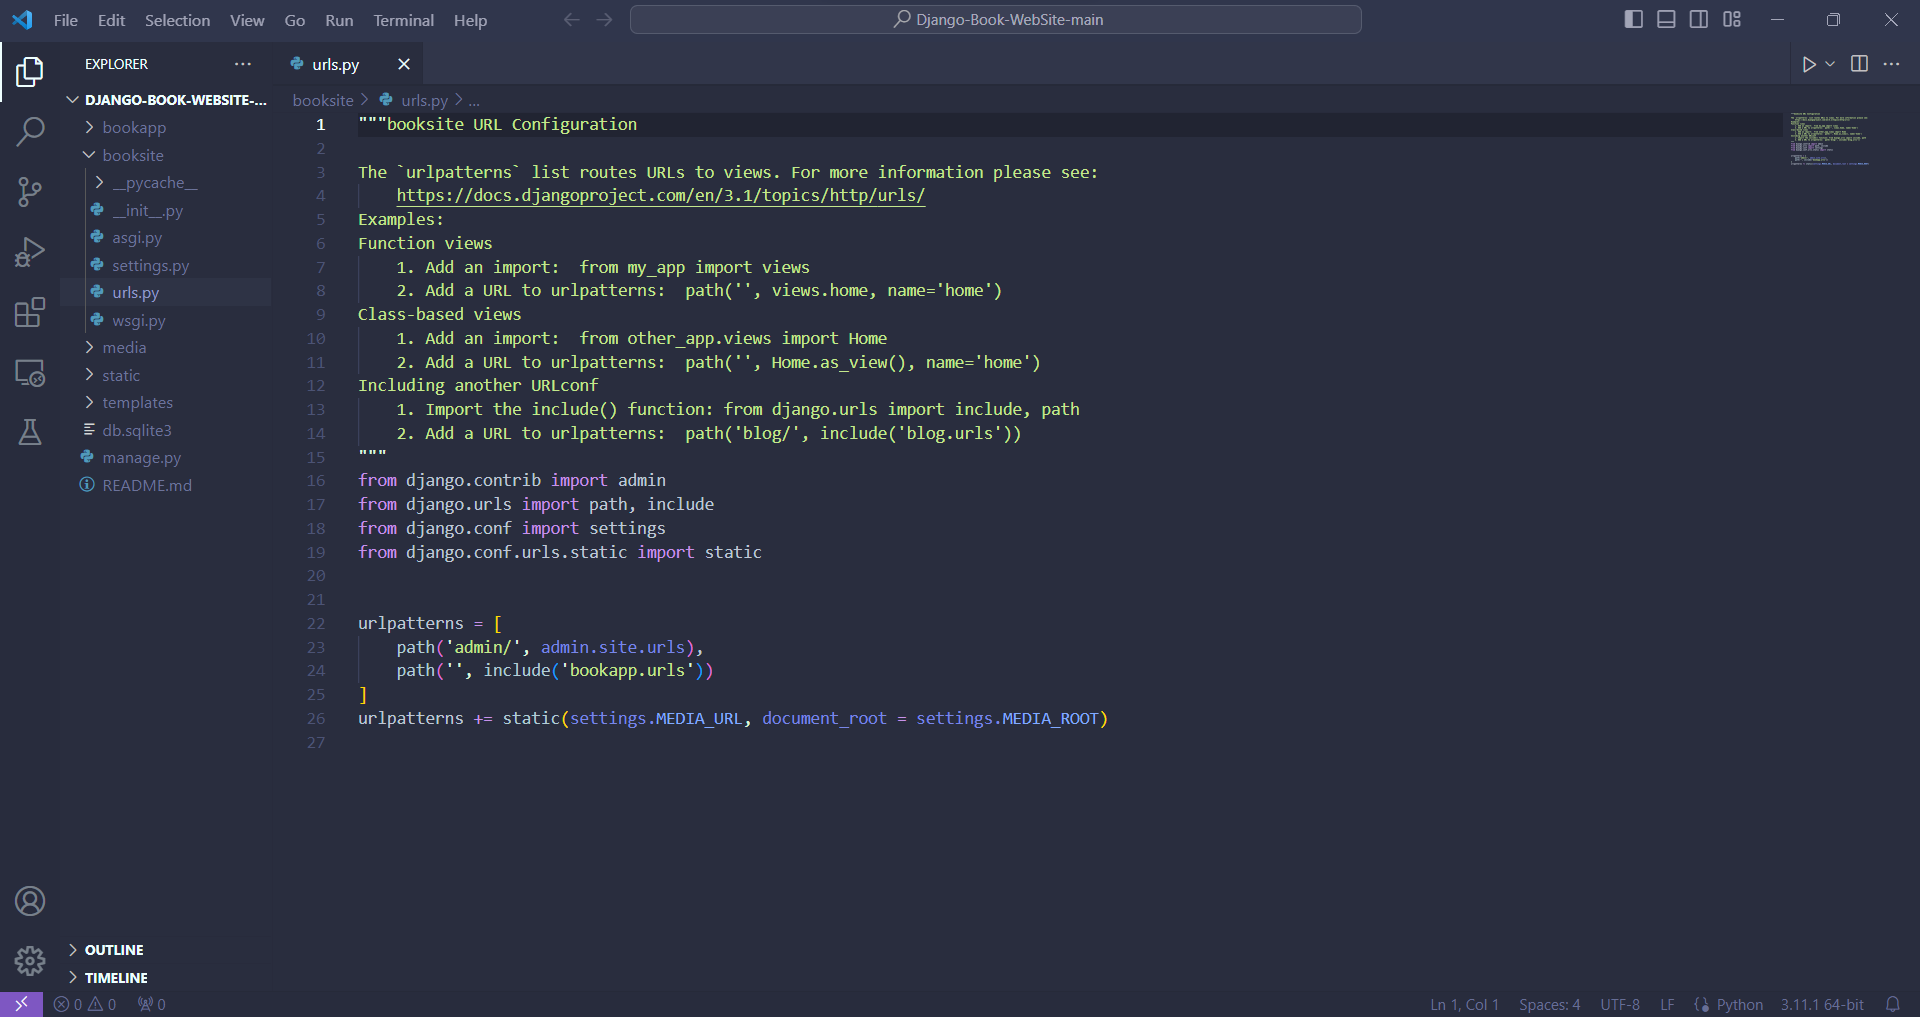 File Edit Selection View Go Run Terminal Help
Django-Book-WebSite-main
EXPLORER
DJANGO-BOOK-WEBSITE-...
bookapp
booksite
__pycache__
__init__.py
asgi.py
settings.py
urls.py
wsgi.py
media
static
templates
db.sqlite3
manage.py
README.md
OUTLINE
TIMELINE
urls.py
booksite > urls.py > ...
1 """booksite URL Configuration
2
3 The `urlpatterns` list routes URLs to views. For more information please see:
4     https://docs.djangoproject.com/en/3.1/topics/http/urls/
5 Examples:
6 Function views
7     1. Add an import:  from my_app import views
8     2. Add a URL to urlpatterns:  path('', views.home, name='home')
9 Class-based views
10     1. Add an import:  from other_app.views import Home
11     2. Add a URL to urlpatterns:  path('', Home.as_view(), name='home')
12 Including another URLconf
13     1. Import the include() function: from django.urls import include, path
14     2. Add a URL to urlpatterns:  path('blog/', include('blog.urls'))
15 """
16 from django.contrib import admin
17 from django.urls import path, include
18 from django.conf import settings
19 from django.conf.urls.static import static
20
21
22 urlpatterns = [
23     path('admin/', admin.site.urls),
24     path('', include('bookapp.urls'))
25 ]
26 urlpatterns += static(settings.MEDIA_URL, document_root = settings.MEDIA_ROOT)
27
0 0 0 Ln 1, Col 1 Spaces: 4 UTF-8 LF Python 3.11.1 64-bit